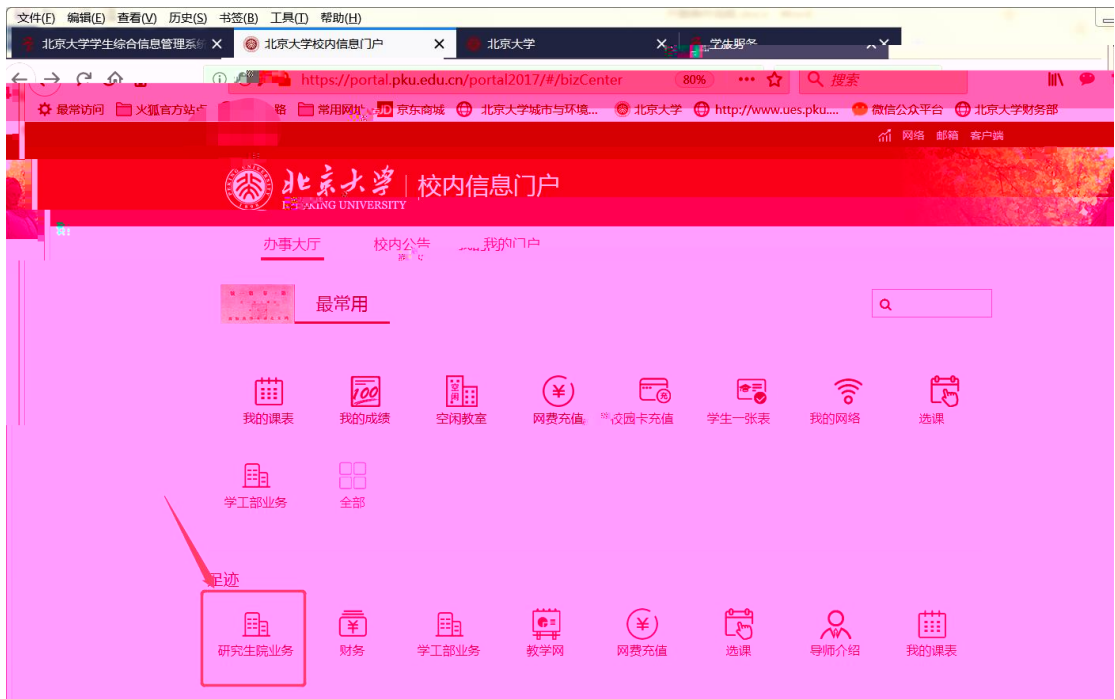 文件(F) 编辑(E) 查看(V) 历史(S) 书签(B) 工具(T) 帮助(H)
北京大学学生综合信息管理系统 × 北京大学校内信息门户 × 北京大学 ×
https://portal.pku.edu.cn/portal2017/#/bizCenter 80% 搜索
最常访问 火狐官方站点 常用网址 JD 京东商城 北京大学城市与环境... 北京大学 http://www.ues.pku.... 微信公众平台 北京大学财务部
网络 邮箱 客户端
北京大学 校内信息门户
PEKING UNIVERSITY
办事大厅 校内公告 我的门户
最常用
我的课表 我的成绩 空闲教室 网费充值 校园卡充值 学生一张表 我的网络 选课
学工部业务 全部
足迹
研究生院业务 财务 学工部业务 教学网 网费充值 选课 导师介绍 我的课表